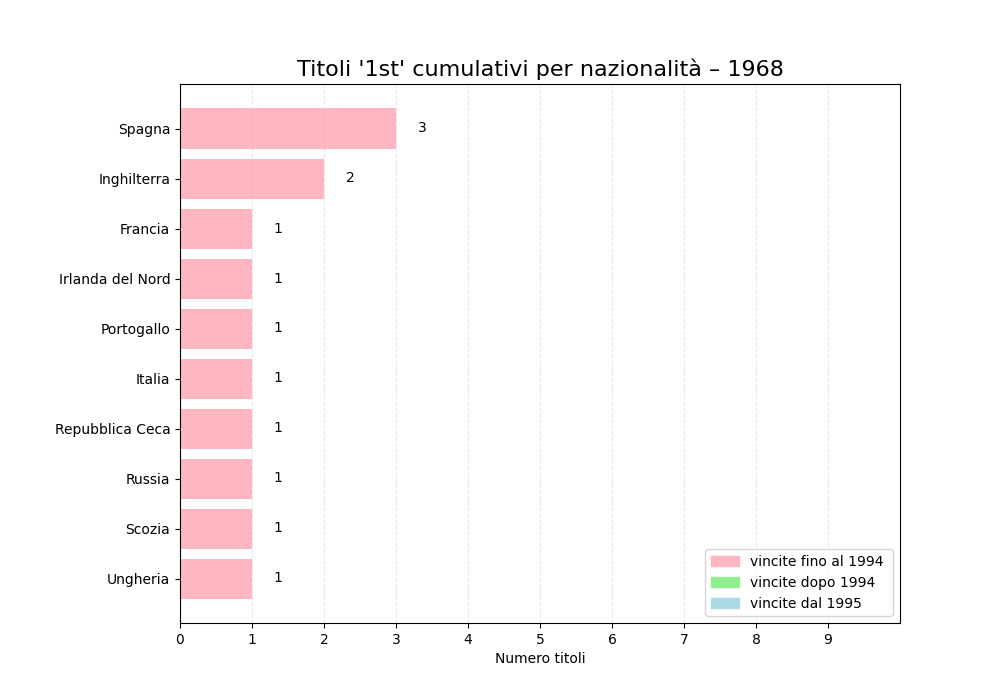 Titoli '1st' cumulativi per nazionalità – 1968
Spagna 3
Inghilterra 2
Francia 1
Irlanda del Nord 1
Portogallo 1
Italia 1
Repubblica Ceca 1
Russia 1
Scozia 1
Ungheria 1
vincite fino al 1994
vincite dopo 1994
vincite dal 1995
0 1 2 3 4 5 6 7 8 9
Numero titoli